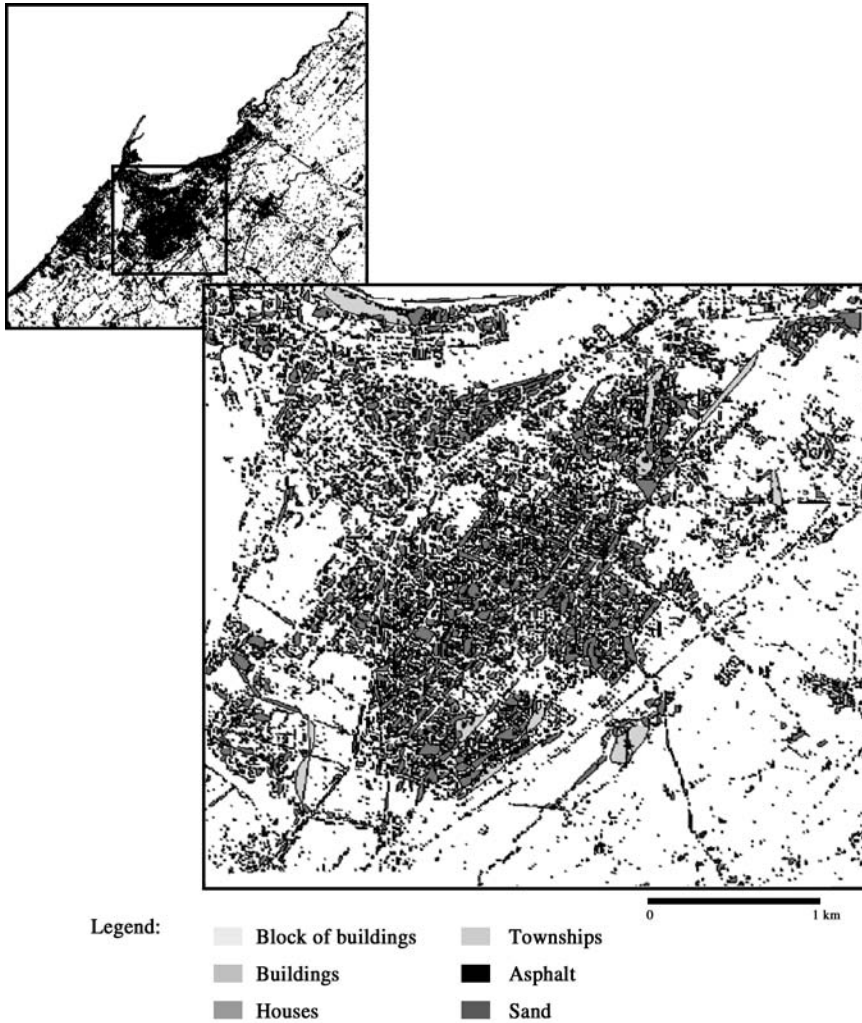 0 1 km
Legend:
Block of buildings
Townships
Buildings
Asphalt
Houses
Sand